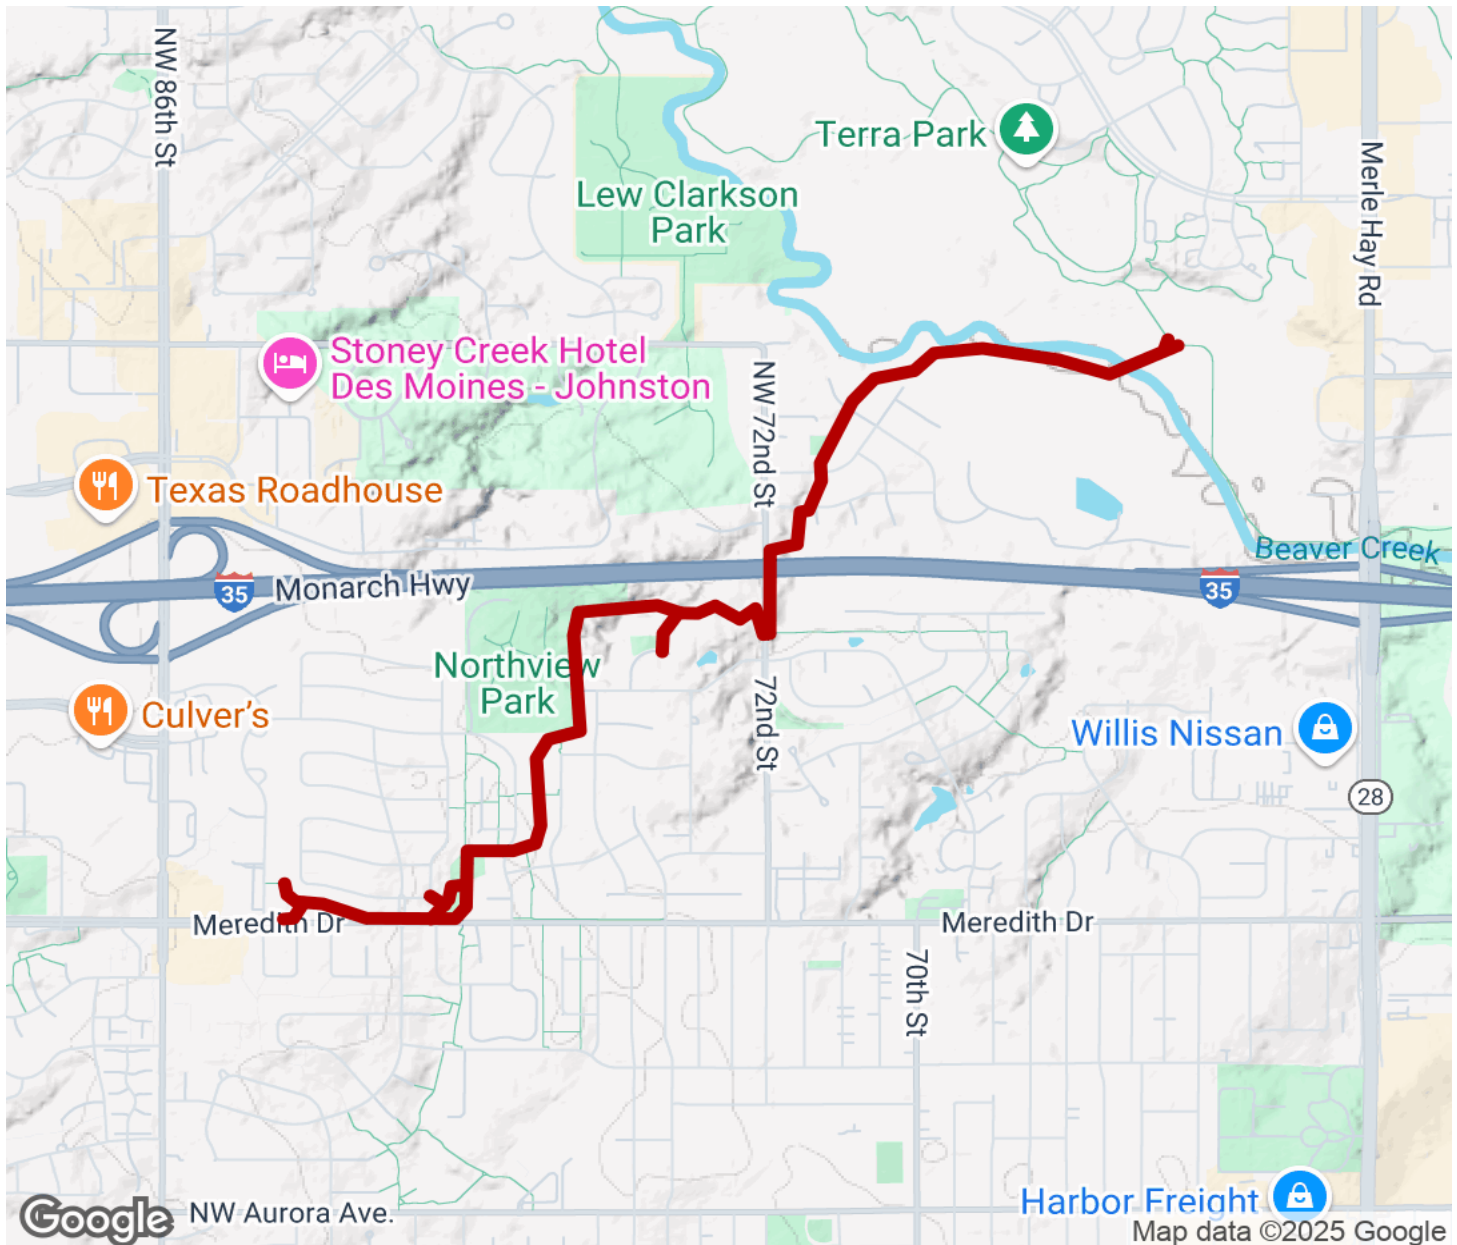 NW 86th St
Terra Park
Lew Clarkson
Park
Merle Hay Rd
Stoney Creek Hotel
Des Moines - Johnston
NW 72nd St
Texas Roadhouse
Beaver Creek
35
Monarch Hwy
35
Northview
Park
Culver's
72nd St
Willis Nissan
28
Meredith Dr
Meredith Dr
70th St
Harbor Freight
Google
NW Aurora Ave.
Map data ©2025 Google